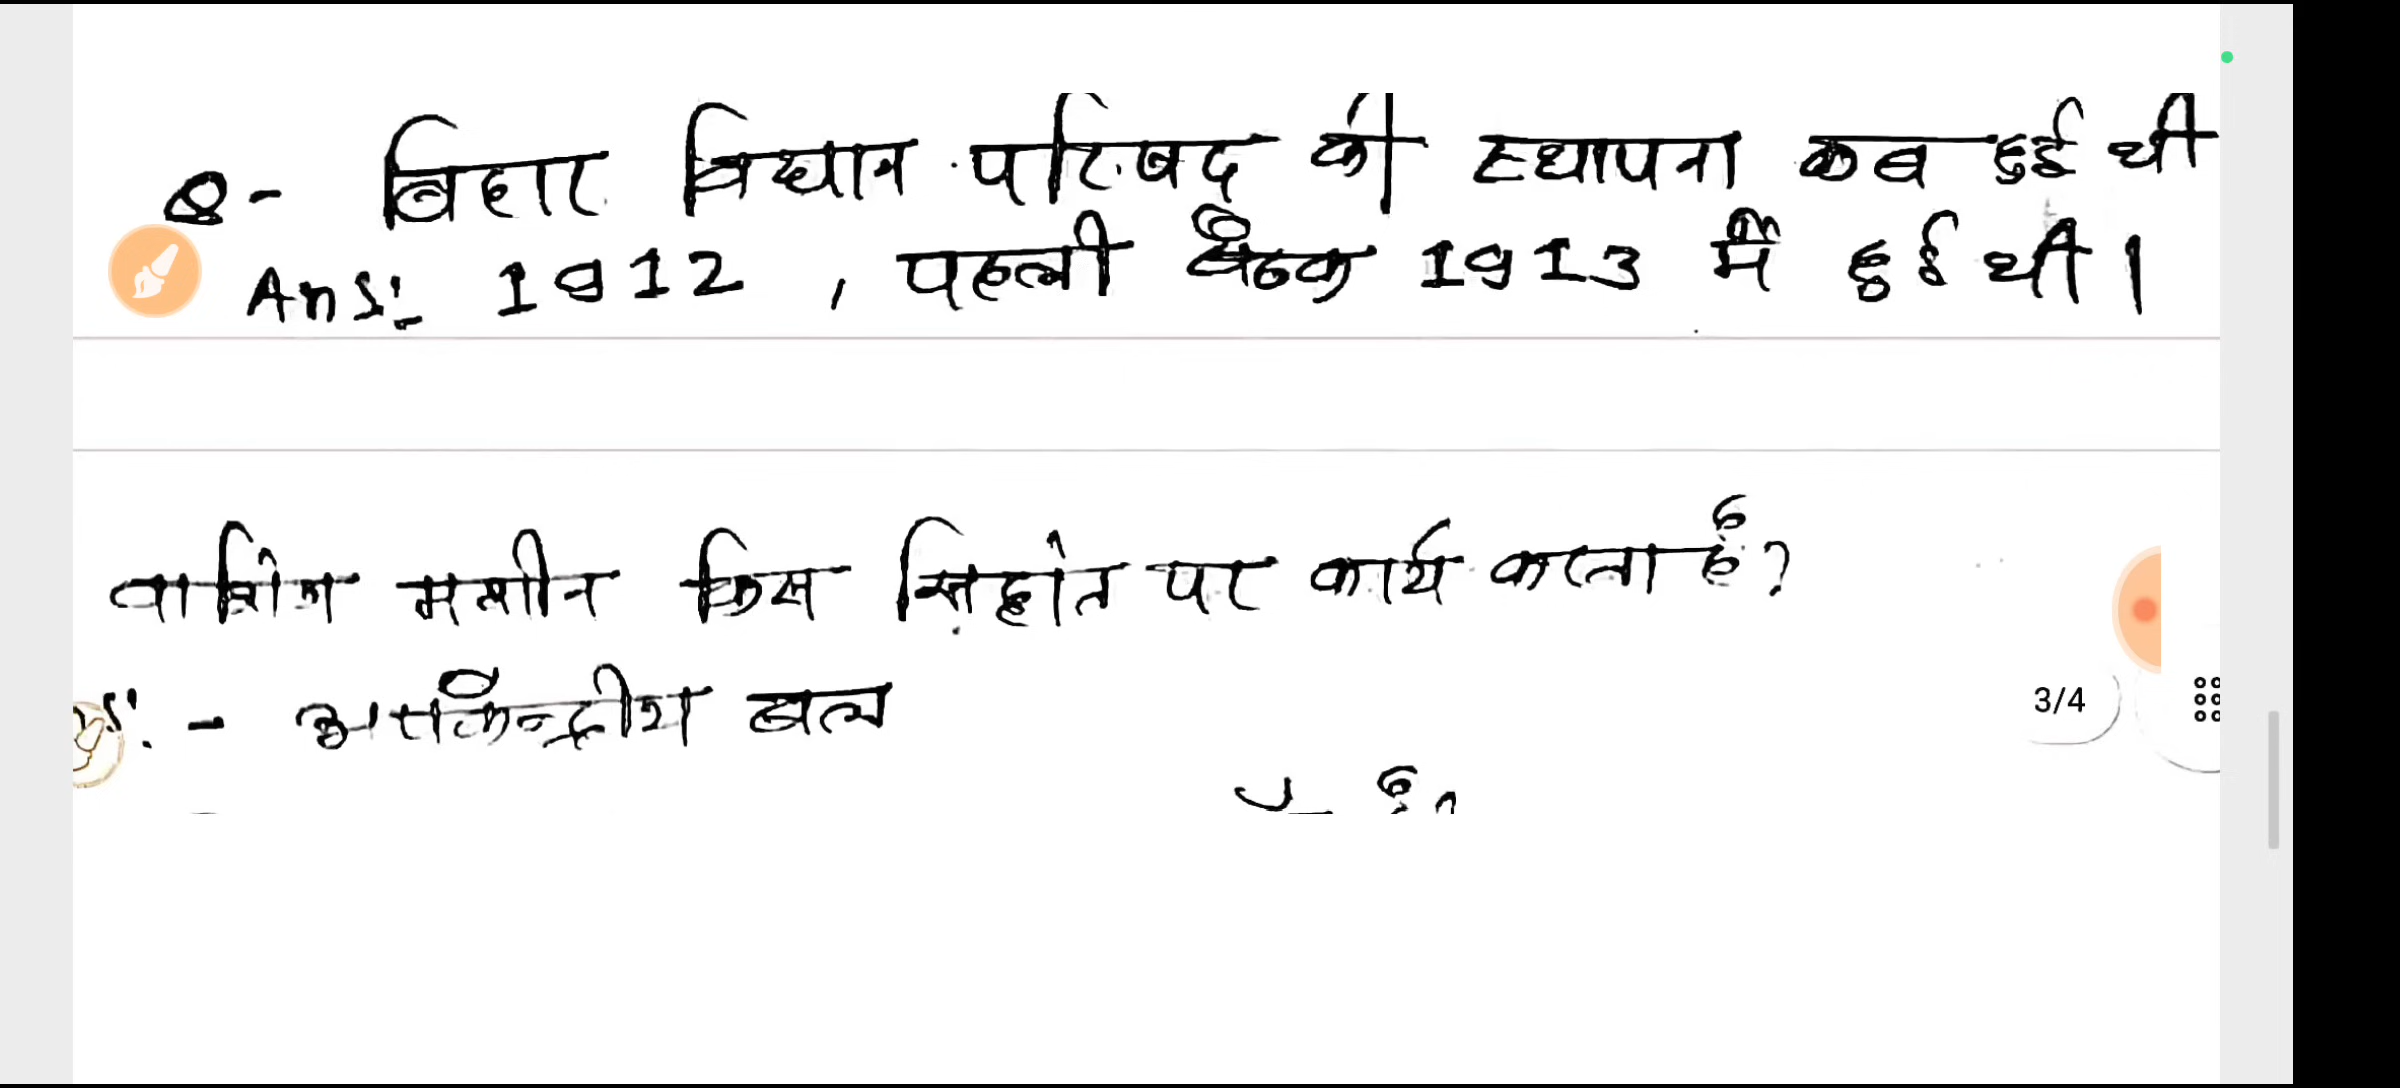 Q- बिहार विधान परिषद की स्थापना कब हुई थी
Ans:- 1912, पहली बैठक 1913 में हुई थी।
वाशिंग मशीन किस सिद्धांत पर कार्य करता है?
s:- अपकेन्द्रीय बल
3/4